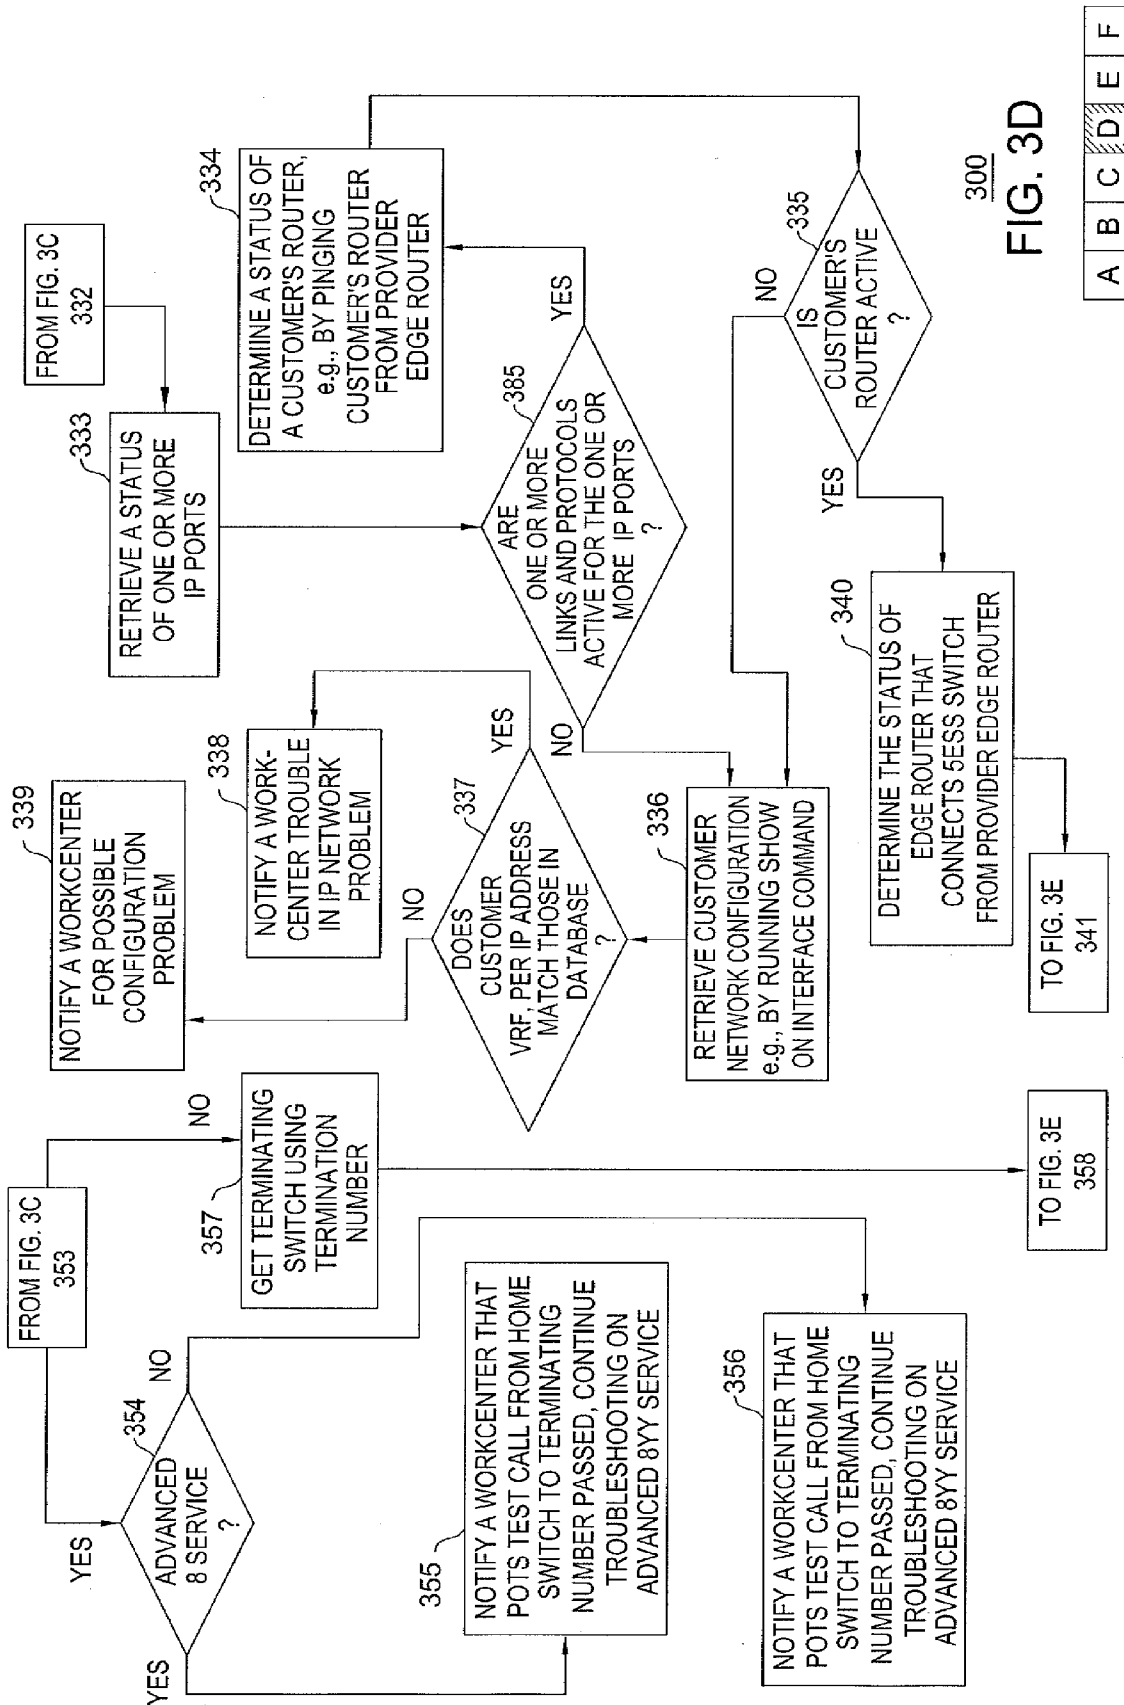 FROM FIG. 3C
353
YES
NO
354
ADVANCED
8 SERVICE
?
YES
NO
355
NOTIFY A WORKCENTER THAT
POTS TEST CALL FROM HOME
SWITCH TO TERMINATING
NUMBER PASSED, CONTINUE
TROUBLESHOOTING ON
ADVANCED 8YY SERVICE
356
NOTIFY A WORKCENTER THAT
POTS TEST CALL FROM HOME
SWITCH TO TERMINATING
NUMBER PASSED, CONTINUE
TROUBLESHOOTING ON
ADVANCED 8YY SERVICE
357
GET TERMINATING
SWITCH USING
TERMINATION
NUMBER
TO FIG. 3E
358
339
NOTIFY A WORKCENTER
FOR POSSIBLE
CONFIGURATION
PROBLEM
338
NOTIFY A WORK-
CENTER TROUBLE
IN IP NETWORK
PROBLEM
NO
YES
337
DOES
CUSTOMER
VRF, PER IP ADDRESS
MATCH THOSE IN
DATABASE
?
336
RETRIEVE CUSTOMER
NETWORK CONFIGURATION
e.g., BY RUNNING SHOW
ON INTERFACE COMMAND
FROM FIG. 3C
332
333
RETRIEVE A STATUS
OF ONE OR MORE
IP PORTS
385
ARE
ONE OR MORE
LINKS AND PROTOCOLS
ACTIVE FOR THE ONE OR
MORE IP PORTS
?
NO
YES
334
DETERMINE A STATUS OF
A CUSTOMER'S ROUTER,
e.g., BY PINGING
CUSTOMER'S ROUTER
FROM PROVIDER
EDGE ROUTER
335
IS
CUSTOMER'S
ROUTER ACTIVE
?
NO
YES
340
DETERMINE THE STATUS OF
EDGE ROUTER THAT
CONNECTS 5ESS SWITCH
FROM PROVIDER EDGE ROUTER
TO FIG. 3E
341
300
FIG. 3D
A B C D E F